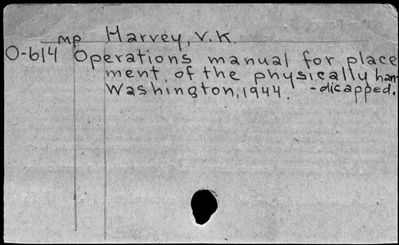 mp Harvey, V.K.
O-614 Operations manual for place
ment, of the physically han
Washington, 1944. -dicapped.